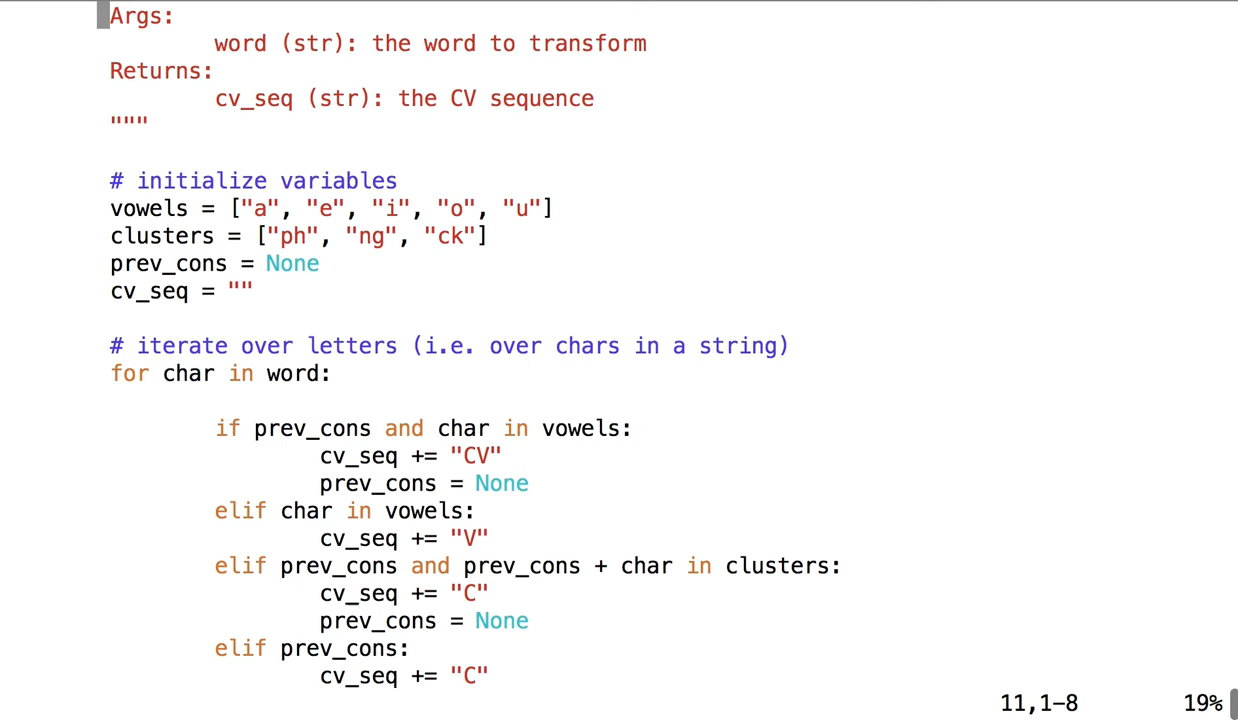 Args:
word (str): the word to transform
Returns:
cv_seq (str): the CV sequence
"""
# initialize variables
vowels = ["a", "e", "i", "o", "u"]
clusters = ["ph", "ng", "ck"]
prev_cons = None
cv_seq = ""
# iterate over letters (i.e. over chars in a string)
for char in word:
if prev_cons and char in vowels:
cv_seq += "CV"
prev_cons = None
elif char in vowels:
cv_seq += "V"
elif prev_cons and prev_cons + char in clusters:
cv_seq += "C"
prev_cons = None
elif prev_cons:
cv_seq += "C"
11,1-8 19%